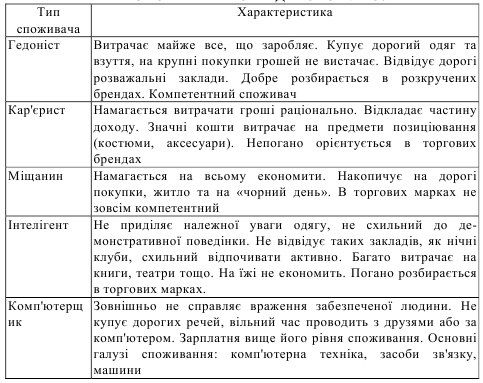 Тип Характеристика
споживача
Гедоніст Витрачає майже все, що заробляє. Купує дорогий одяг та
взуття, на крупні покупки грошей не вистачає. Відвідує дорогі
розважальні заклади. Добре розбирається в розкручених
брендах. Компетентний споживач
Кар'єрист Намагається витрачати гроші раціонально. Відкладає частину
доходу. Значні кошти витрачає на предмети позиціювання
(костюми, аксесуари). Непогано орієнтується в торгових
брендах
Міщанин Намагається на всьому економити. Накопичує на дорогі
покупки, житло та на «чорний день». В торгових марках не
зовсім компетентний
Інтелігент Не приділяє належної уваги одягу, не схильний до де-
монстративної поведінки. Не відвідує таких закладів, як нічні
клуби, схильний відпочивати активно. Багато витрачає на
книги, театри тощо. На їжі не економить. Погано розбирається
в торгових марках.
Комп'ютерщ Зовнішньо не справляє враження забезпеченої людини. Не
ик купує дорогих речей, вільний час проводить з друзями або за
комп'ютером. Зарплатня вище його рівня споживання. Основні
галузі споживання: комп'ютерна техніка, засоби зв'язку,
машини